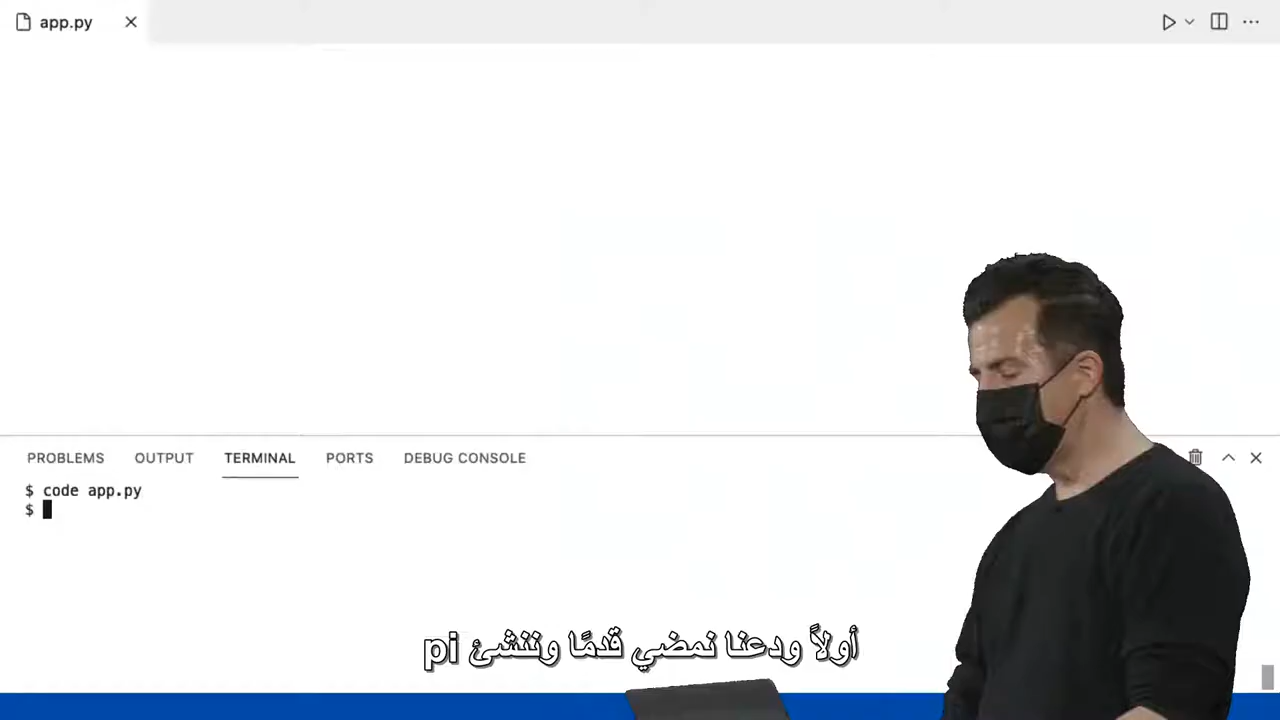 app.py
PROBLEMS OUTPUT TERMINAL PORTS DEBUG CONSOLE
$ code app.py
$
أولاً ودعنا نمضي قدمًا وننشئ pi